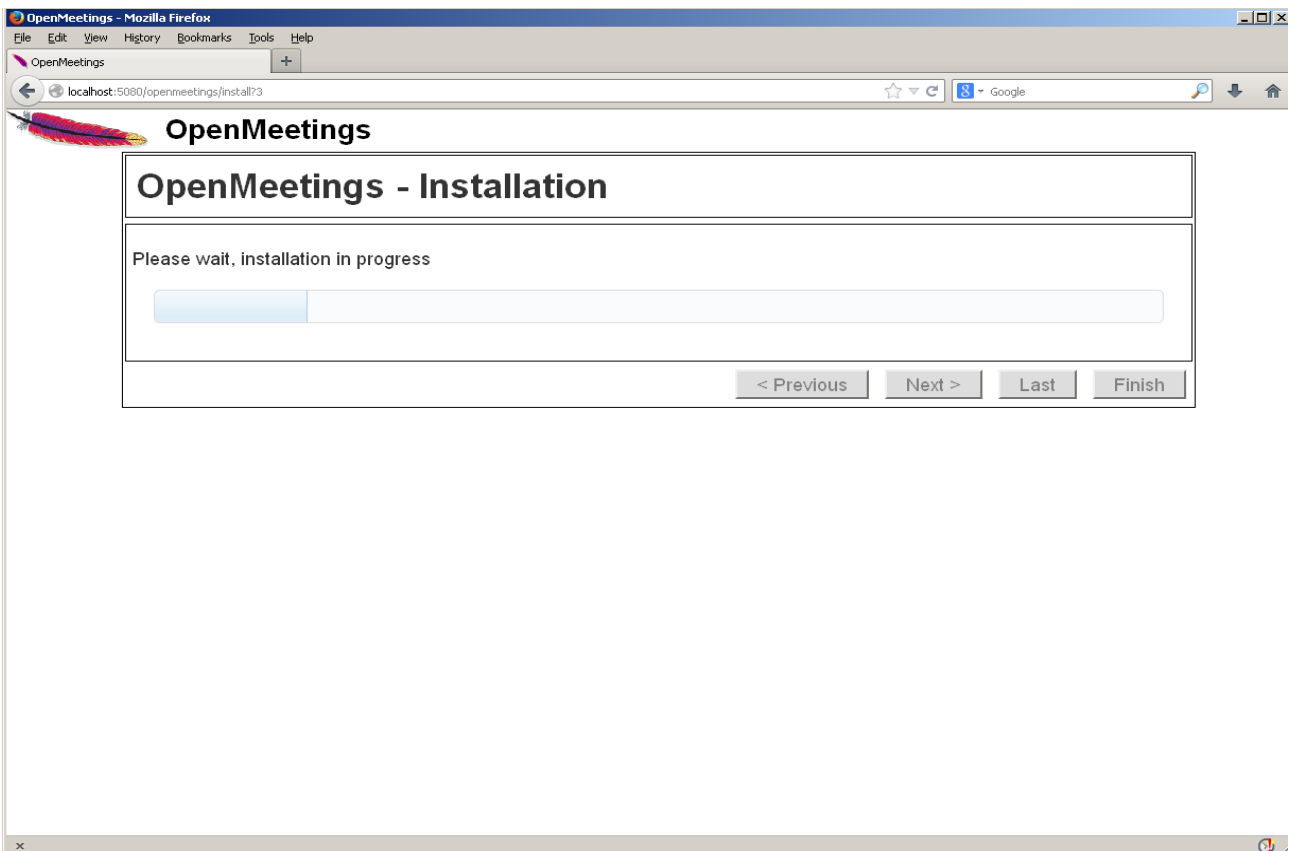 OpenMeetings - Mozilla Firefox
File Edit View History Bookmarks Tools Help
OpenMeetings +
localhost:5080/openmeetings/install?3 8 Google
OpenMeetings
OpenMeetings - Installation
Please wait, installation in progress
< Previous Next > Last Finish